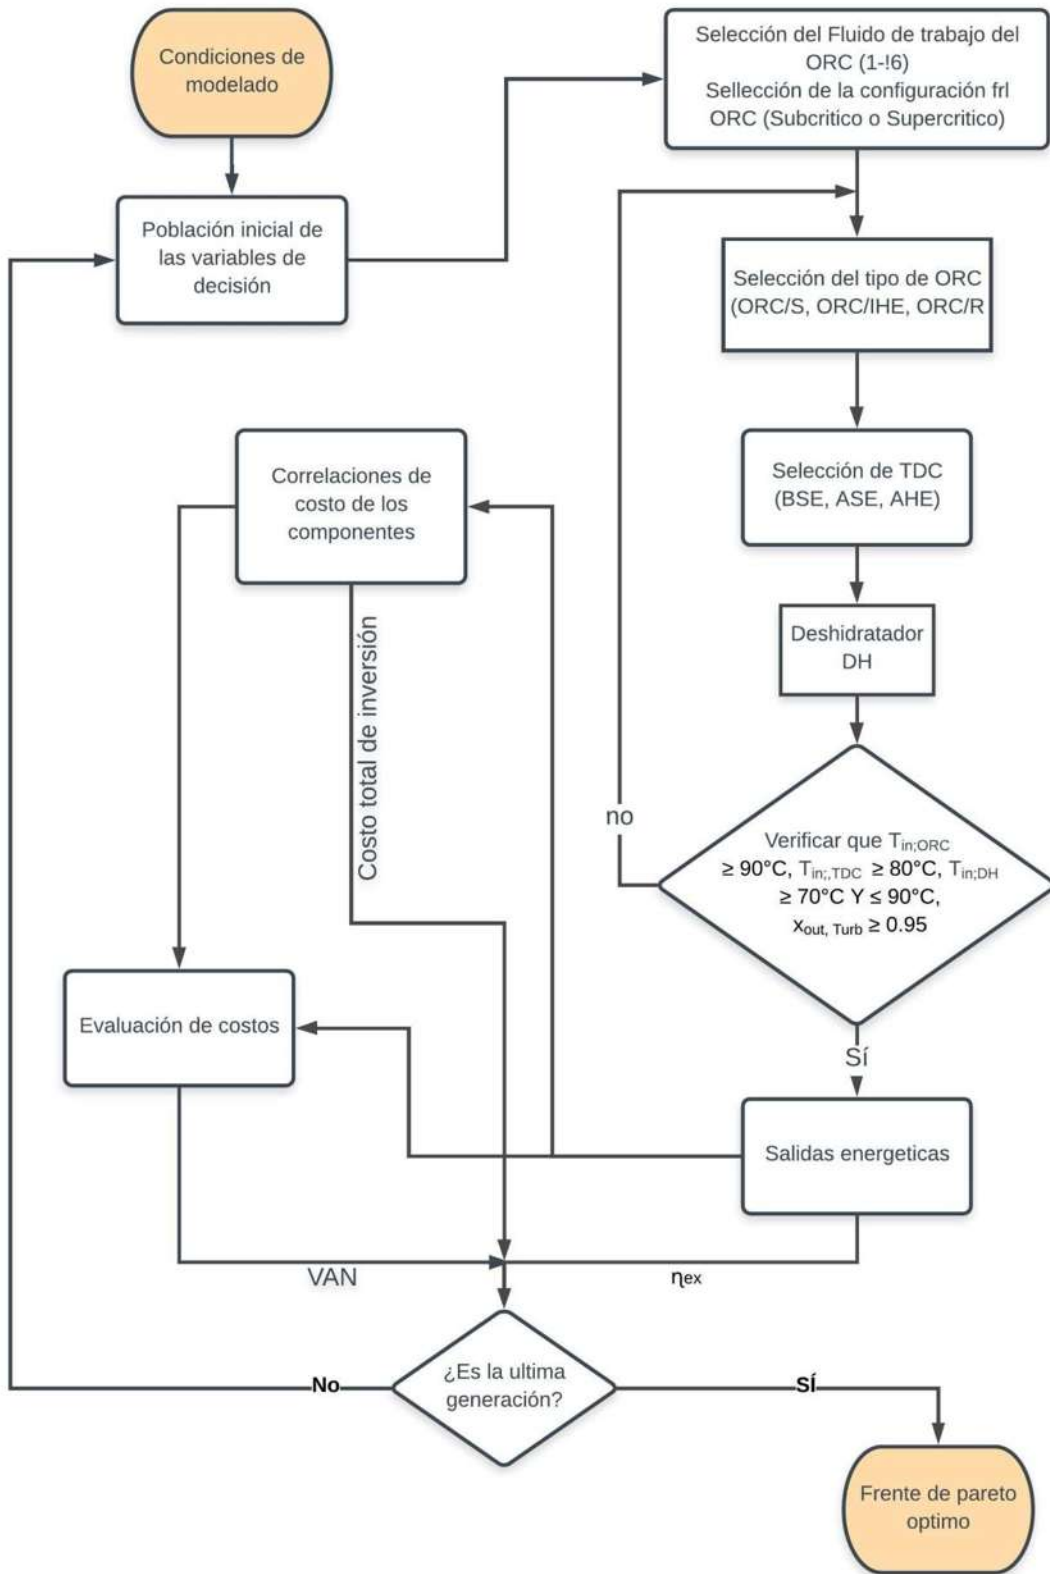 Condiciones de
modelado
Población inicial de
las variables de
decisión
Selección del Fluido de trabajo del
ORC (1-!6)
Sellección de la configuración frl
ORC (Subcritico o Supercritico)
Selección del tipo de ORC
(ORC/S, ORC/IHE, ORC/R
Selección de TDC
(BSE, ASE, AHE)
Deshidratador
DH
no
Verificar que Tin;ORC
≥ 90°C, Tin;,TDC ≥ 80°C, Tin;DH
≥ 70°C Y ≤ 90°C,
xout, Turb ≥ 0.95
Sí
Salidas energeticas
Correlaciones de
costo de los
componentes
Costo total de inversión
Evaluación de costos
VAN
ηex
¿Es la ultima
generación?
No
SÍ
Frente de pareto
optimo